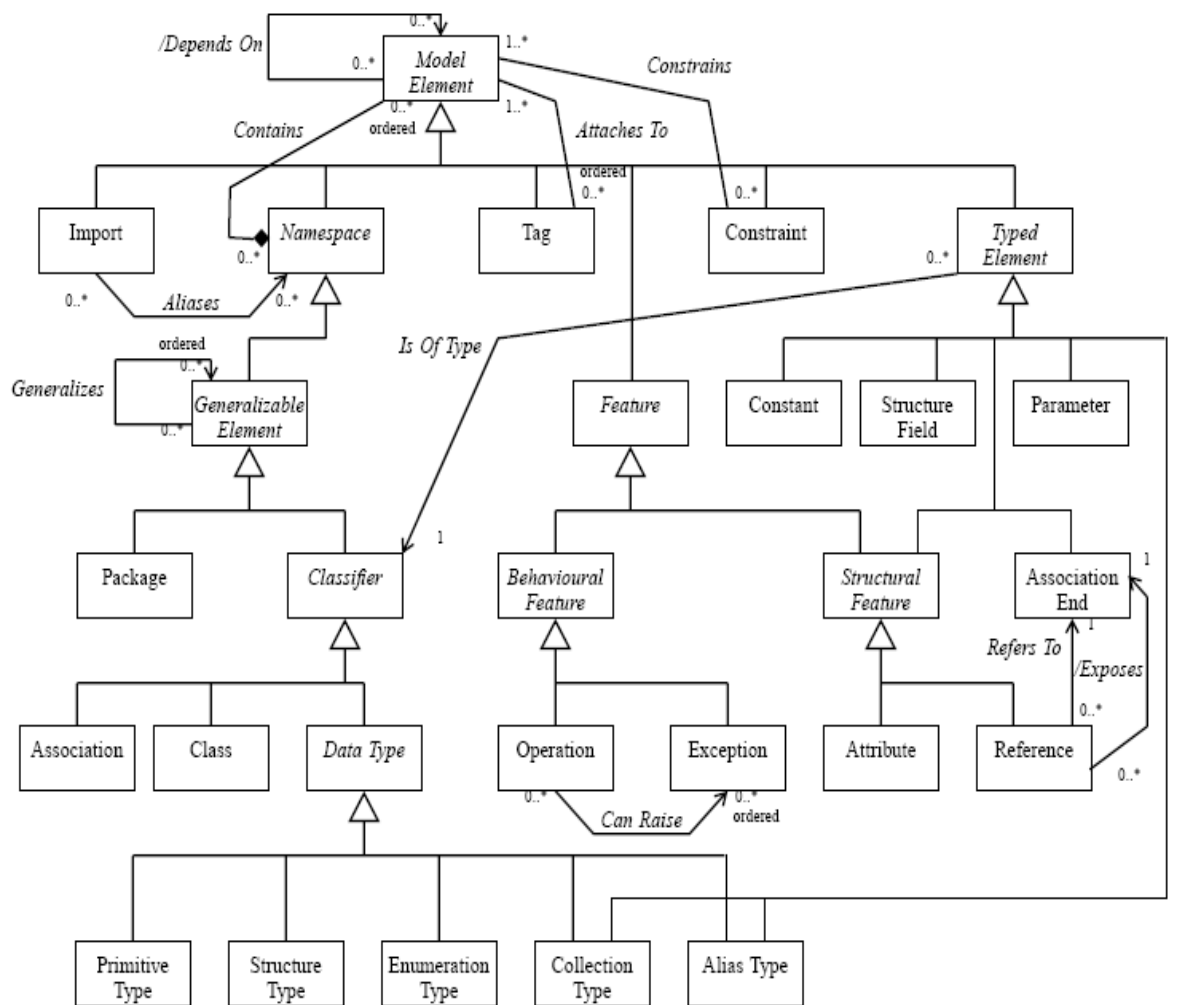 0..*
/Depends On
1..*
0..*
Model
Element
Constrains
0..*
1..*
ordered
Contains
Attaches To
ordered
0..*
0..*
0..*
Import
Namespace
Tag
Constraint
Typed
Element
0..*
0..*
0..*
Aliases
0..*
ordered
0..*
Is Of Type
Generalizes
Generalizable
Element
0..*
Feature
Constant
Structure
Field
Parameter
1
1
Package
Classifier
Behavioural
Feature
Structural
Feature
Association
End
1
Refers To
/Exposes
0..*
Association
Class
Data Type
Operation
Exception
Attribute
Reference
0..*
0..*
0..*
ordered
Can Raise
Primitive
Type
Structure
Type
Enumeration
Type
Collection
Type
Alias Type